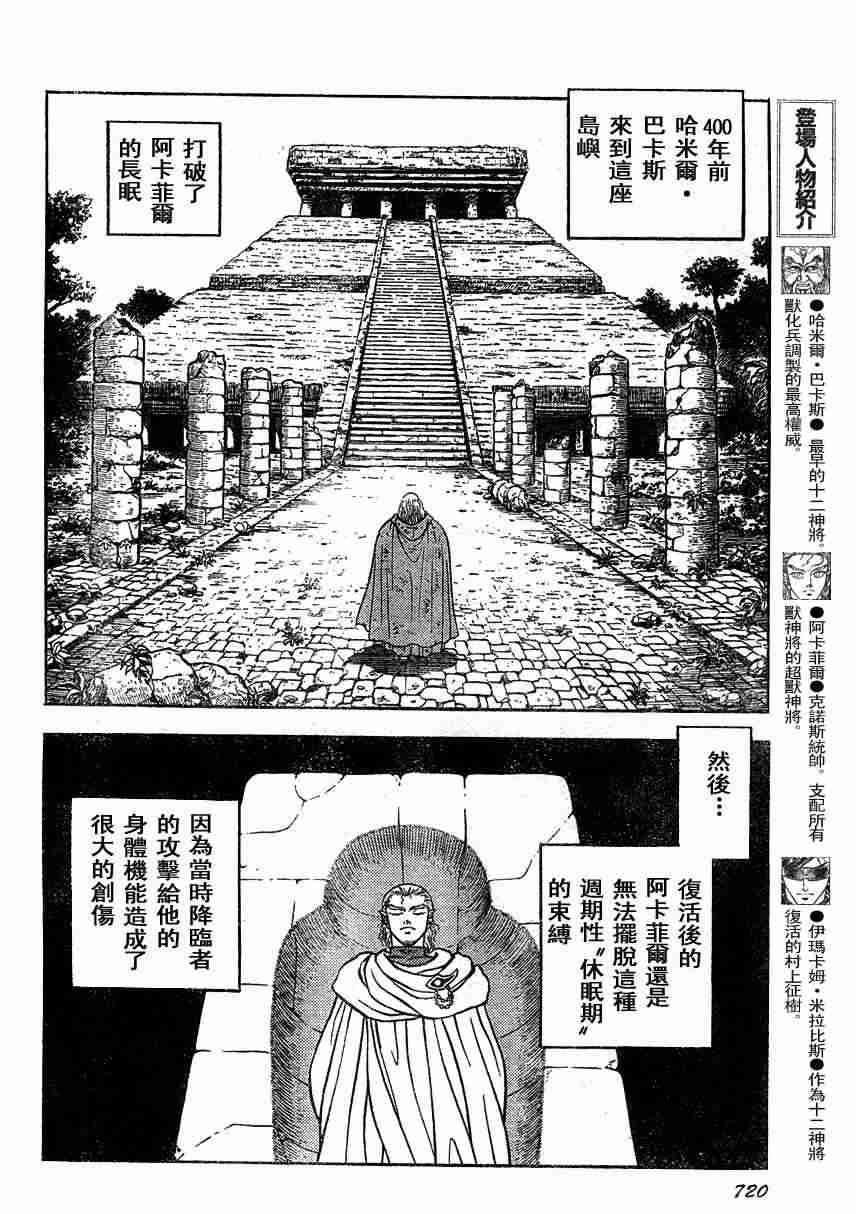 400年前
哈米爾·
巴卡斯
來到這座
島嶼
打破了
阿卡菲爾
的長眠
然後…
復活後的
阿卡菲爾還是
無法擺脫這種
週期性〝休眠期〞
的束縛
因為當時降臨者
的攻擊給他的
身體機能造成了
很大的創傷
登場人物紹介
●哈米爾·巴卡斯●最早的十二神將。
獸化兵調製的最高權威。
●阿卡菲爾●克諾斯統帥。支配所有
獸神將的超獸神將。
●伊瑪卡姆·米拉比斯●作為十二神將
復活的村上征樹。
720